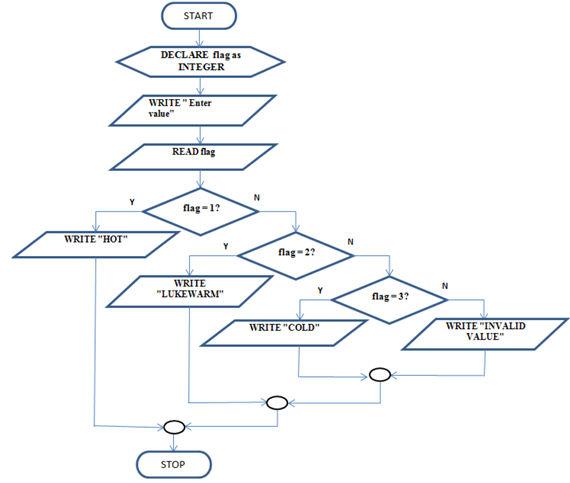 START
DECLARE flag as
INTEGER
WRITE " Enter
value"
READ flag
flag = 1?
Y
N
WRITE "HOT"
flag = 2?
Y
N
WRITE
"LUKEWARM"
flag = 3?
Y
N
WRITE "COLD"
WRITE "INVALID
VALUE"
STOP